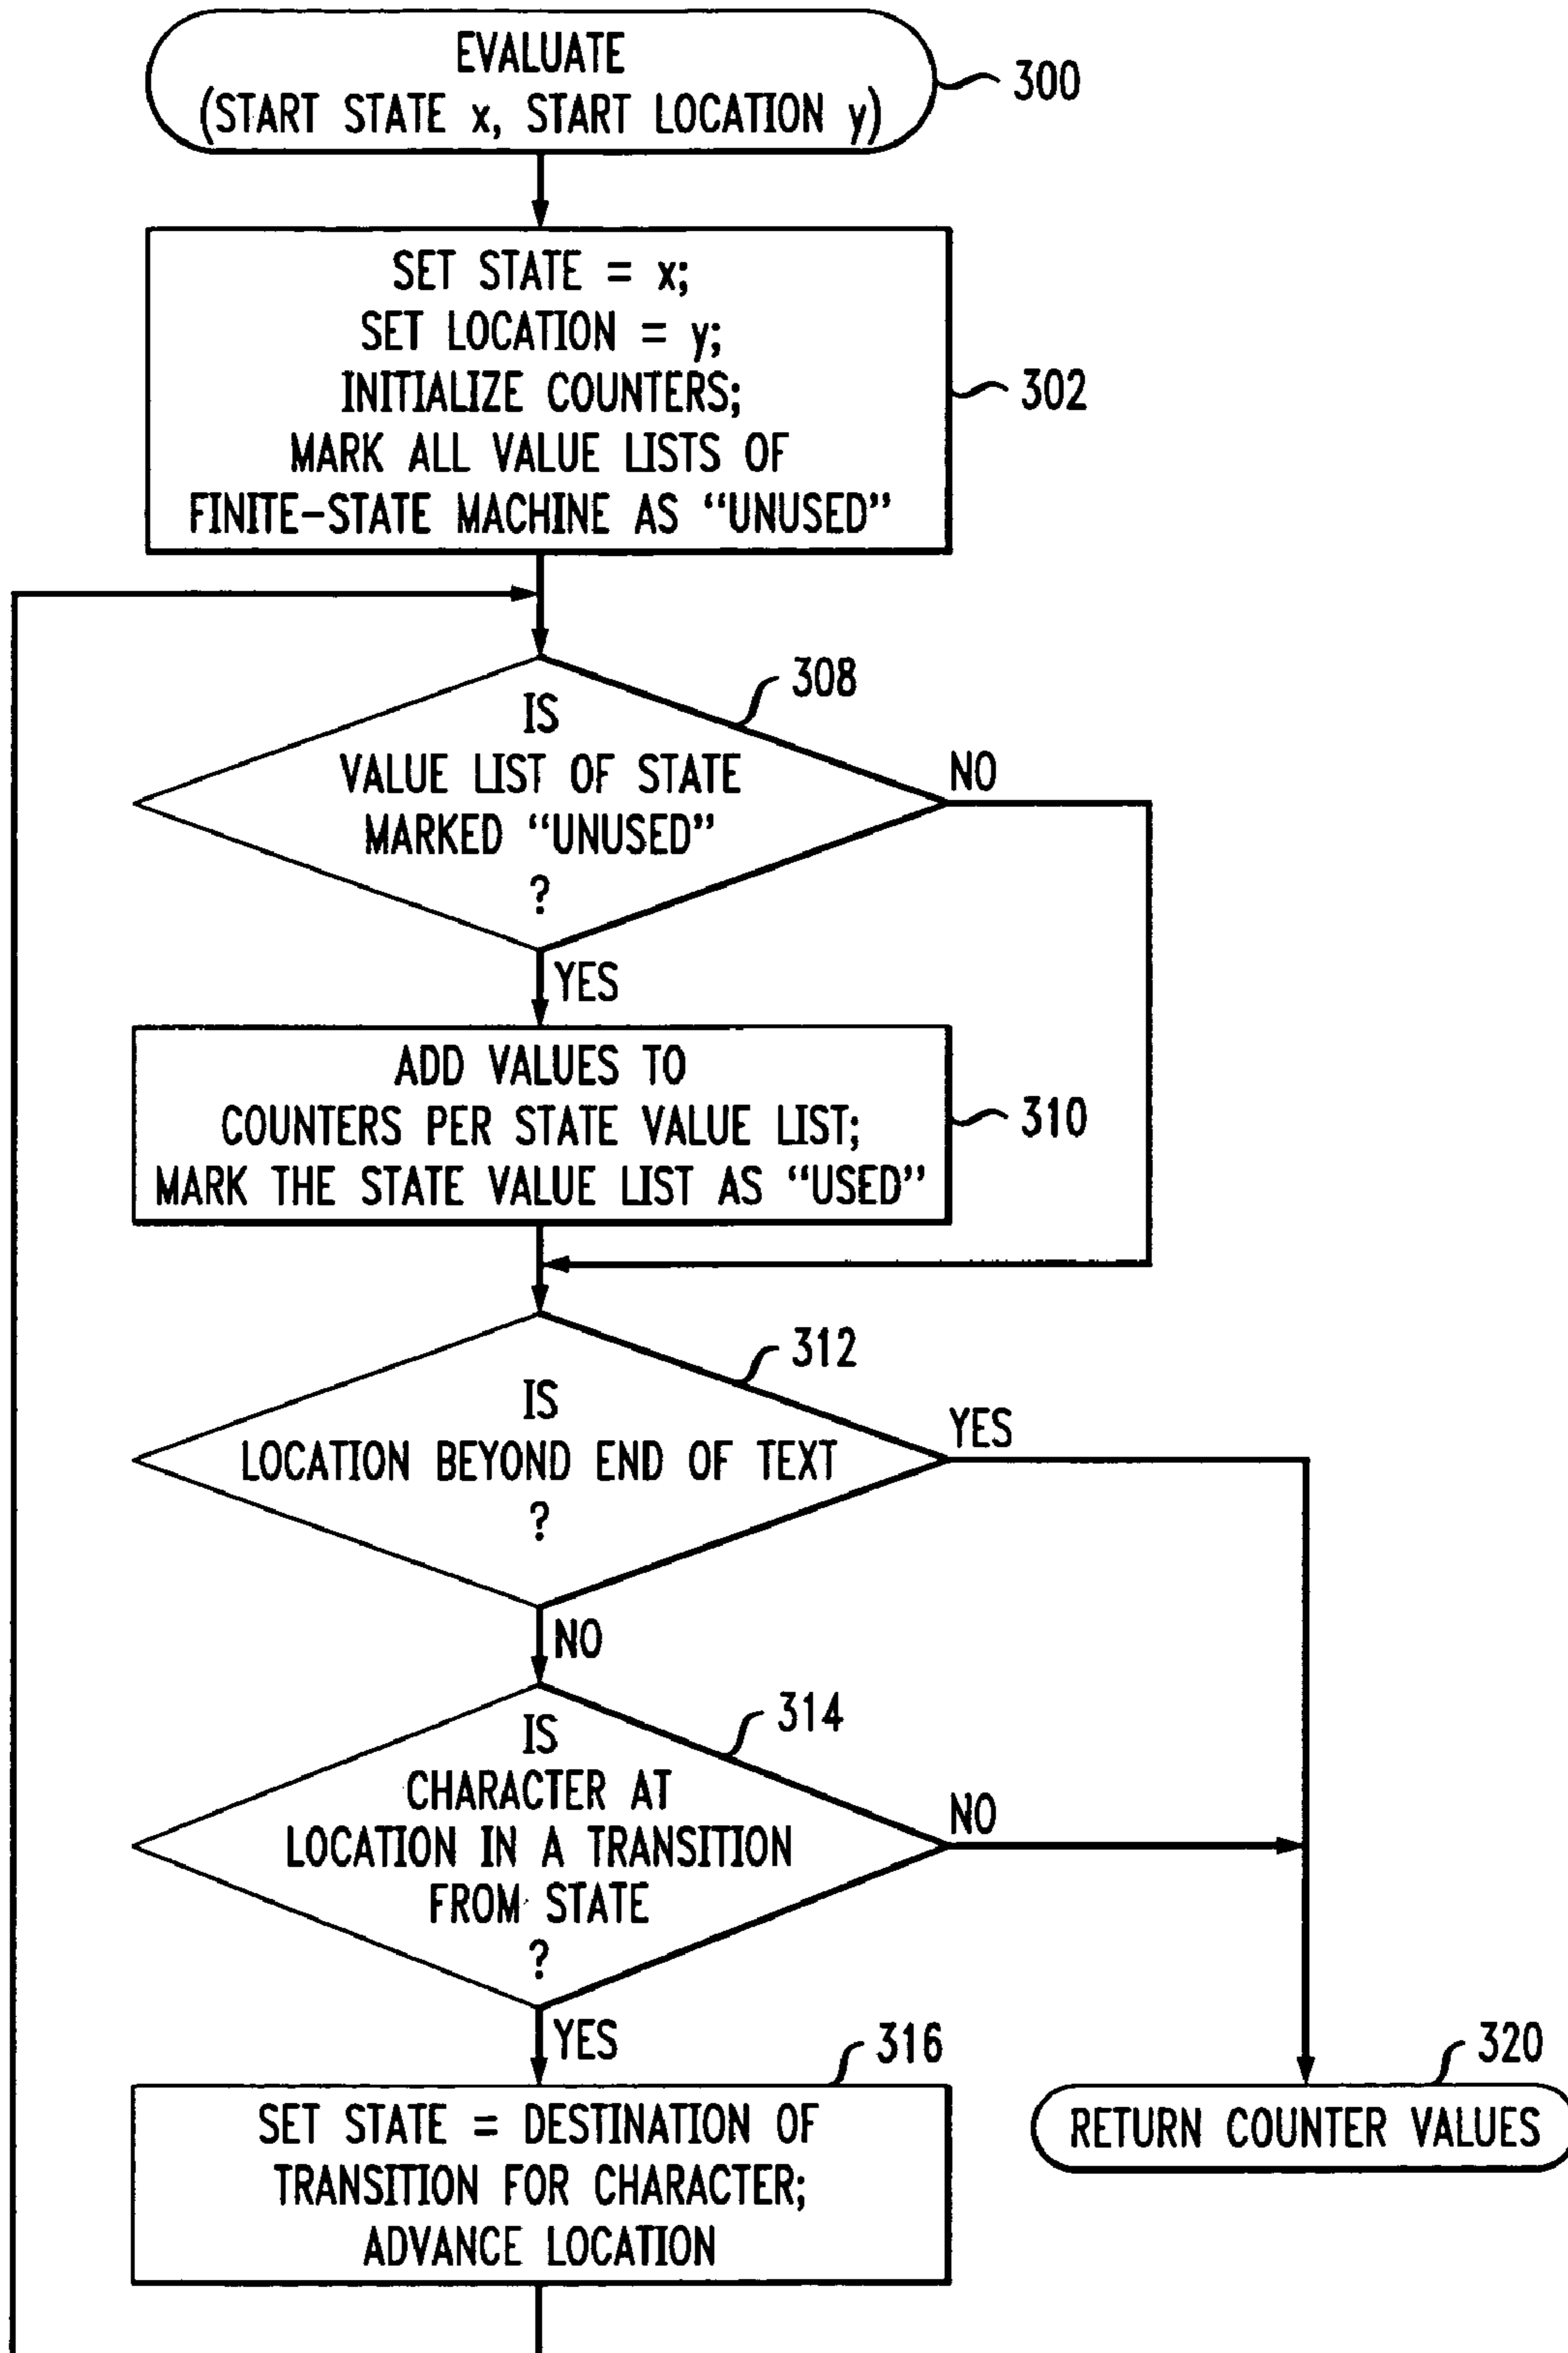 EVALUATE
(START STATE x, START LOCATION y)
300
SET STATE = x;
SET LOCATION = y;
INITIALIZE COUNTERS;
MARK ALL VALUE LISTS OF
FINITE-STATE MACHINE AS “UNUSED”
302
308
IS
VALUE LIST OF STATE
MARKED “UNUSED”
?
NO
YES
ADD VALUES TO
COUNTERS PER STATE VALUE LIST;
MARK THE STATE VALUE LIST AS “USED”
310
312
IS
LOCATION BEYOND END OF TEXT
?
YES
NO
314
IS
CHARACTER AT
LOCATION IN A TRANSITION
FROM STATE
?
NO
YES
316
SET STATE = DESTINATION OF
TRANSITION FOR CHARACTER;
ADVANCE LOCATION
320
RETURN COUNTER VALUES